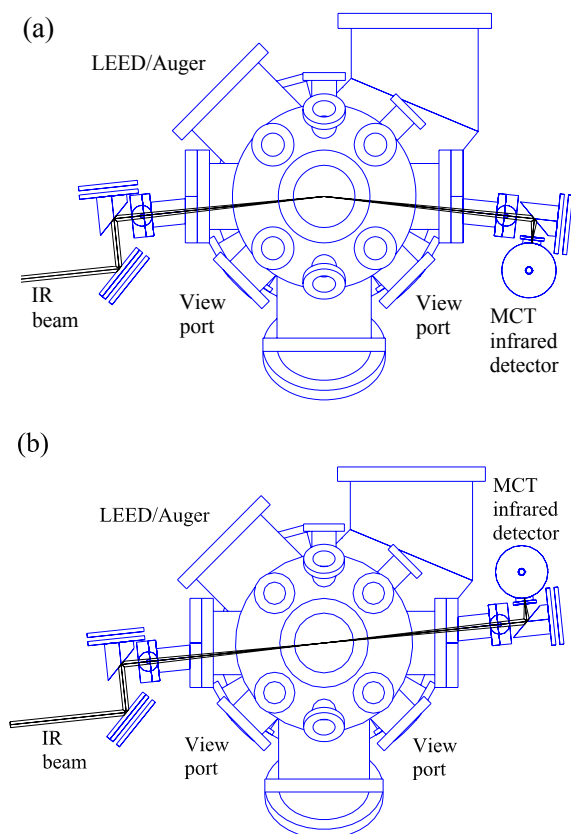 (a)
LEED/Auger
IR
beam
View
port
View
port
MCT
infrared
detector
(b)
LEED/Auger
MCT
infrared
detector
IR
beam
View
port
View
port